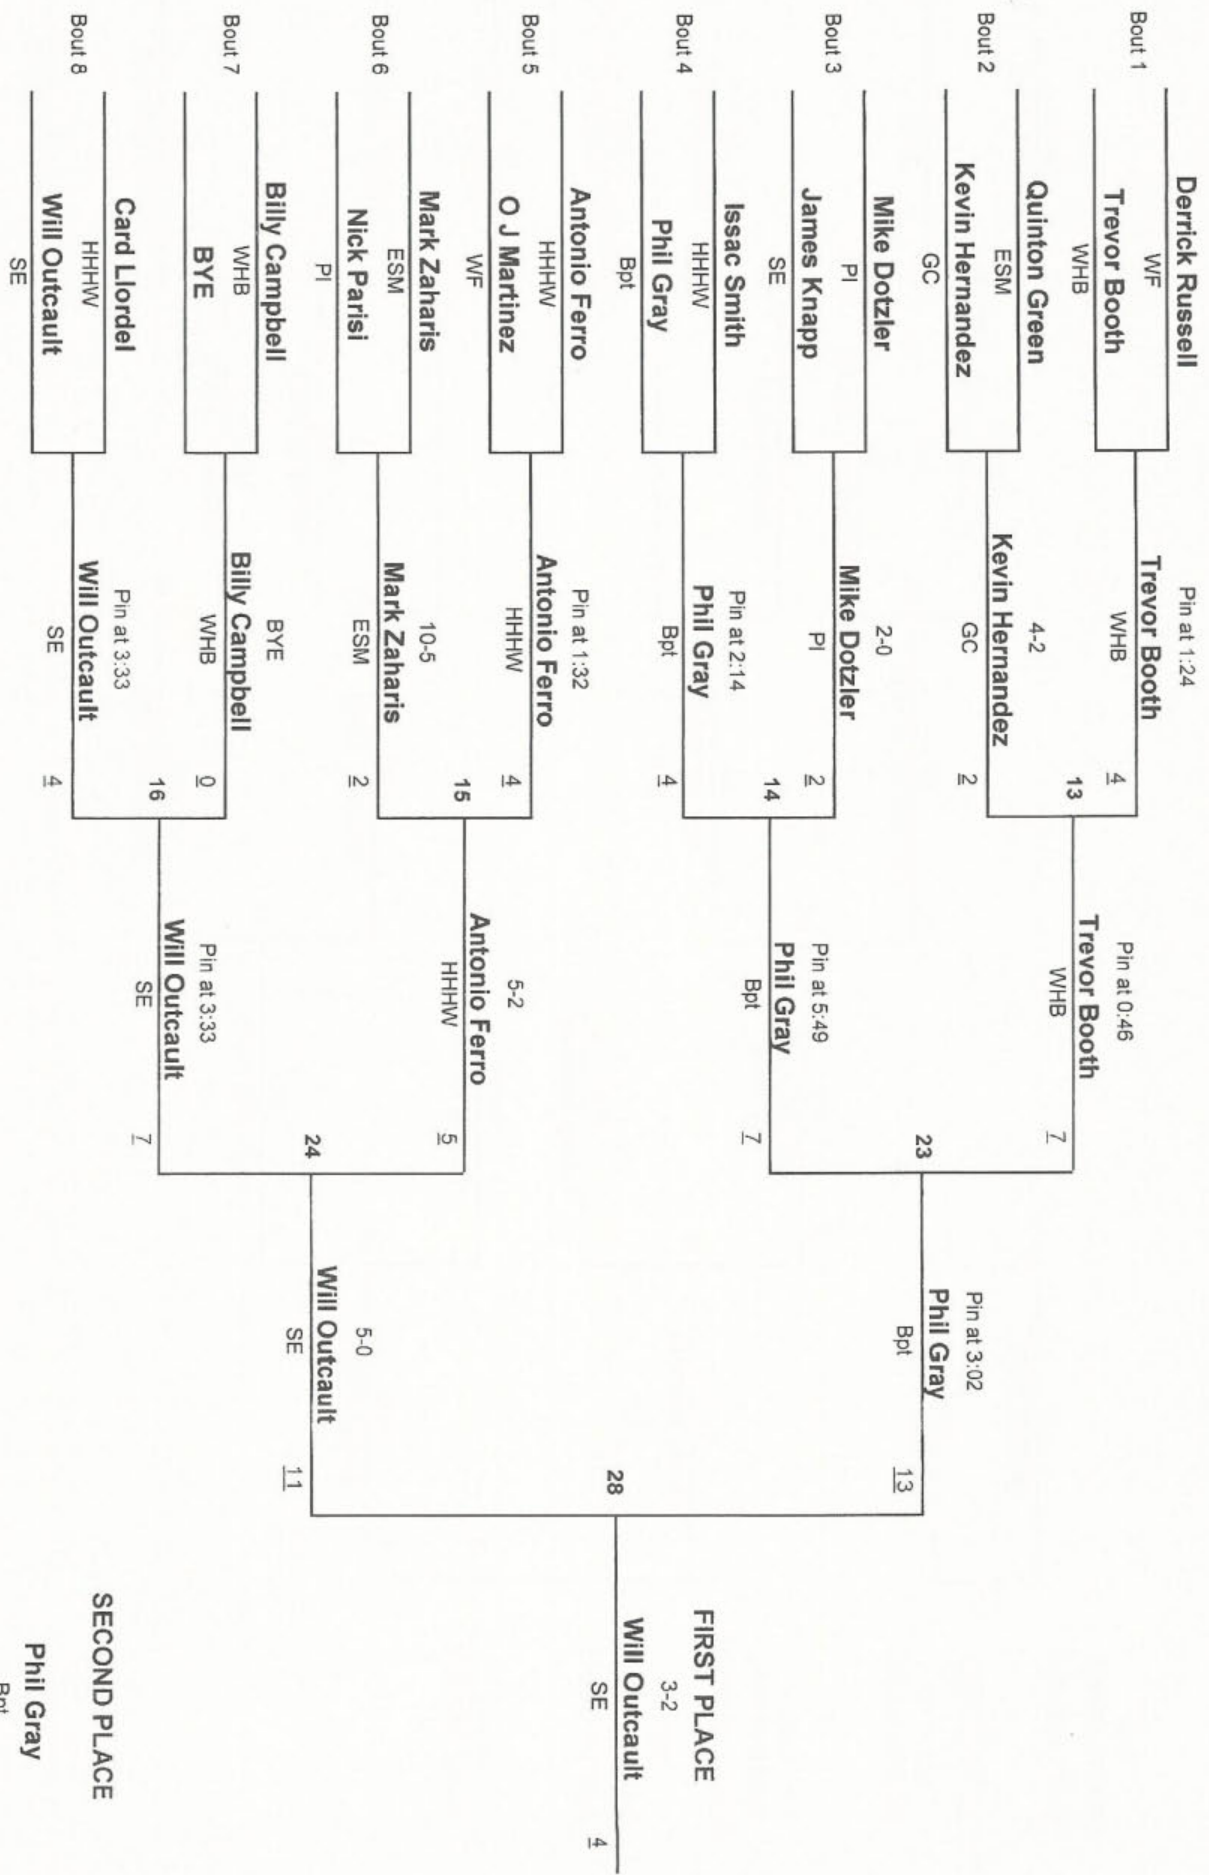 Bout 1
Derrick Russell
WF
Trevor Booth
WHB
Bout 2
Quinton Green
ESM
Kevin Hernandez
GC
Bout 3
Mike Dotzler
PI
James Knapp
SE
Bout 4
Issac Smith
HHHW
Phil Gray
Bpt
Bout 5
Antonio Ferro
HHHW
O J Martinez
WF
Bout 6
Mark Zaharis
ESM
Nick Parisi
PI
Bout 7
Billy Campbell
WHB
BYE
Bout 8
Card Llordel
HHHW
Will Outcault
SE
Pin at 1:24
Trevor Booth
WHB
4
13
4-2
Kevin Hernandez
GC
2
2-0
Mike Dotzler
PI
2
14
Pin at 2:14
Phil Gray
Bpt
4
Pin at 1:32
Antonio Ferro
HHHW
4
15
10-5
Mark Zaharis
ESM
2
BYE
Billy Campbell
WHB
0
16
Pin at 3:33
Will Outcault
SE
4
Pin at 0:46
Trevor Booth
WHB
7
23
Pin at 5:49
Phil Gray
Bpt
7
5-2
Antonio Ferro
HHHW
5
24
Pin at 3:33
Will Outcault
SE
7
Pin at 3:02
Phil Gray
Bpt
13
28
5-0
Will Outcault
SE
11
FIRST PLACE
3-2
Will Outcault
SE
4
SECOND PLACE
Phil Gray
Bpt